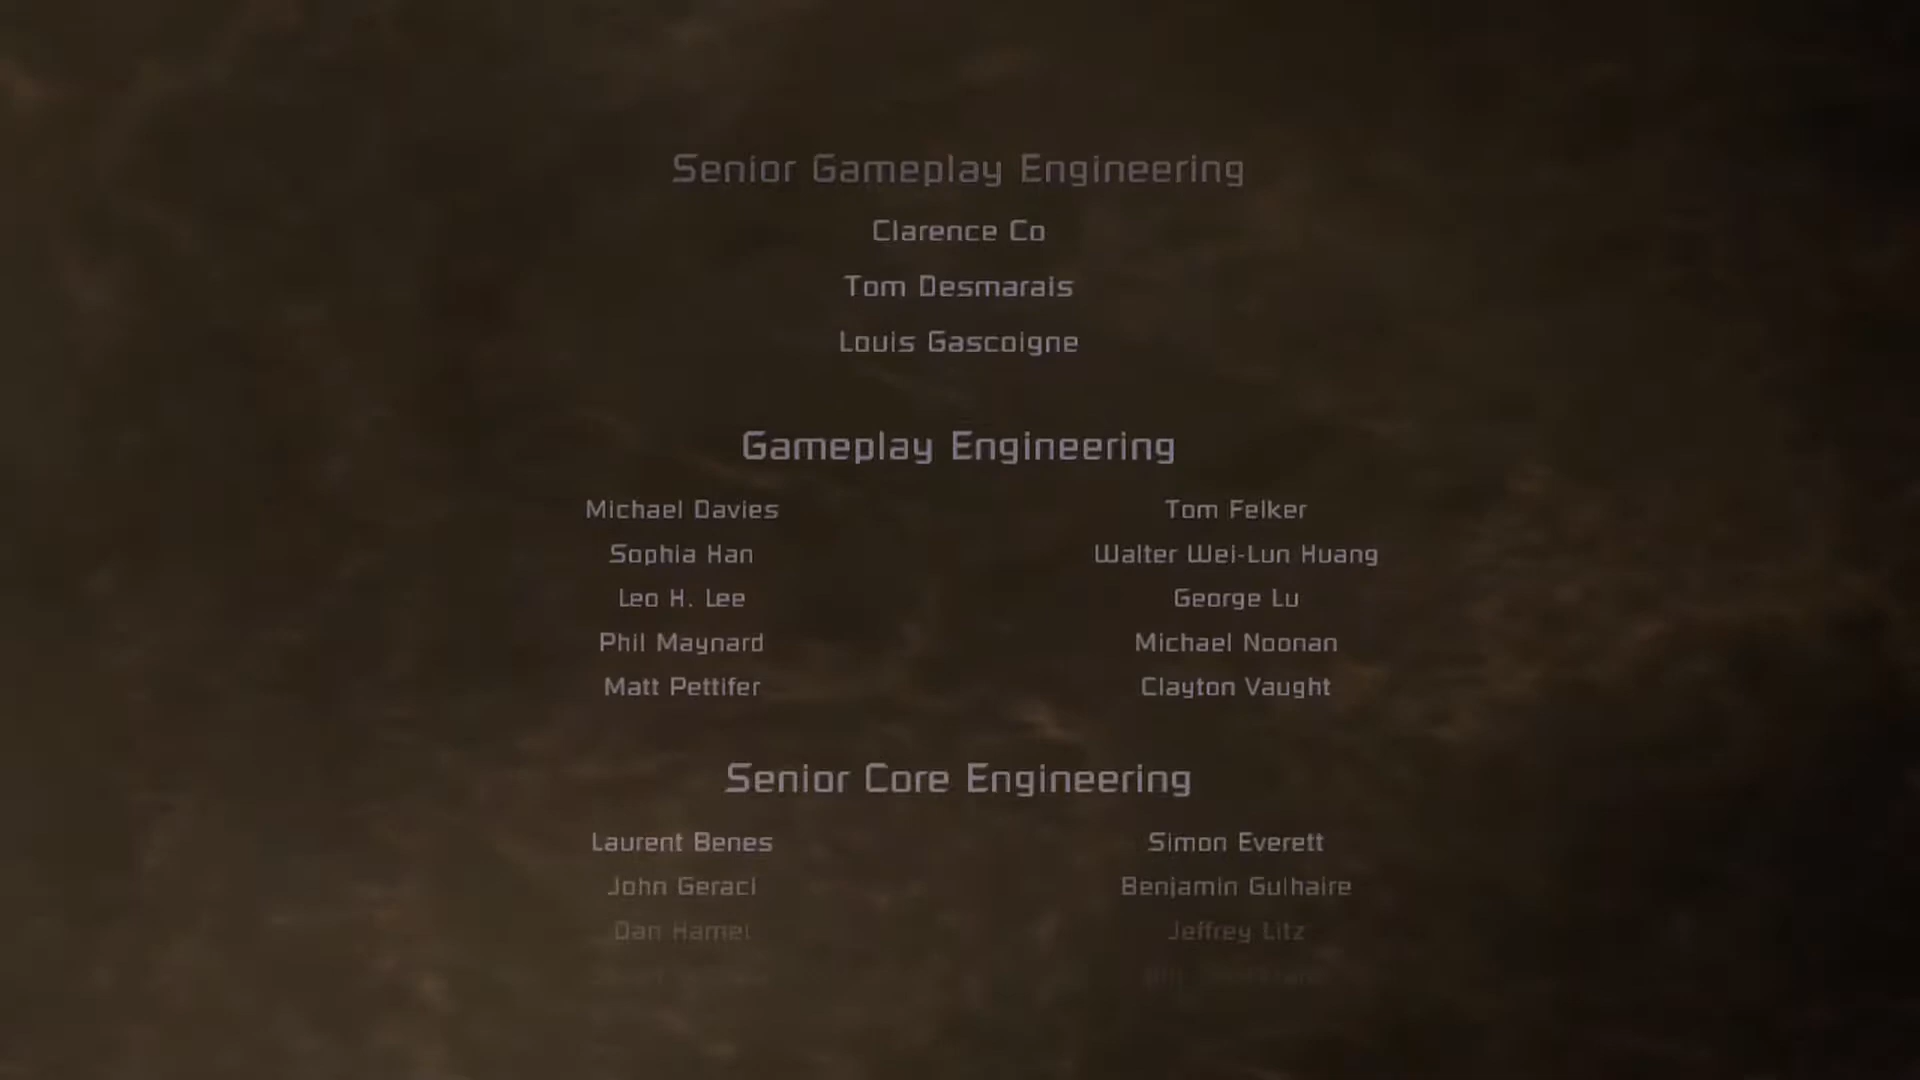 Senior Gameplay Engineering
Clarence Co
Tom Desmarais
Louis Gascoigne
Gameplay Engineering
Michael Davies Tom Felker
Sophia Han Walter Wei-Lun Huang
Leo H. Lee George Lu
Phil Maynard Michael Noonan
Matt Pettifer Clayton Vaught
Senior Core Engineering
Laurent Benes Simon Everett
John Geraci Benjamin Gulhaire
Dan Hamel Jeffrey Litz